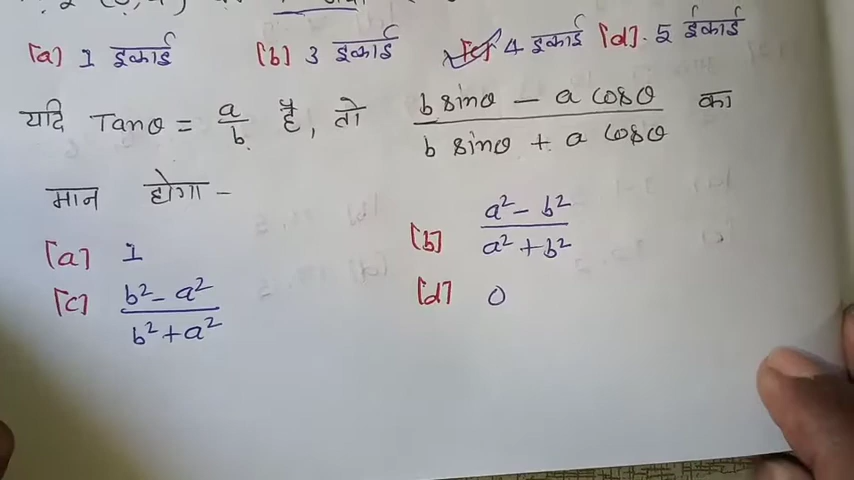 [a] 1 इकाई [b] 3 इकाई [c] 4 इकाई [d]. 5 इकाई
यदि Tanθ = a/b है, तो (b sinθ - a cosθ)/(b sinθ + a cosθ) का
मान होगा -
[a] 1 [b] (a² - b²)/(a² + b²)
[c] (b² - a²)/(b² + a²) [d] 0